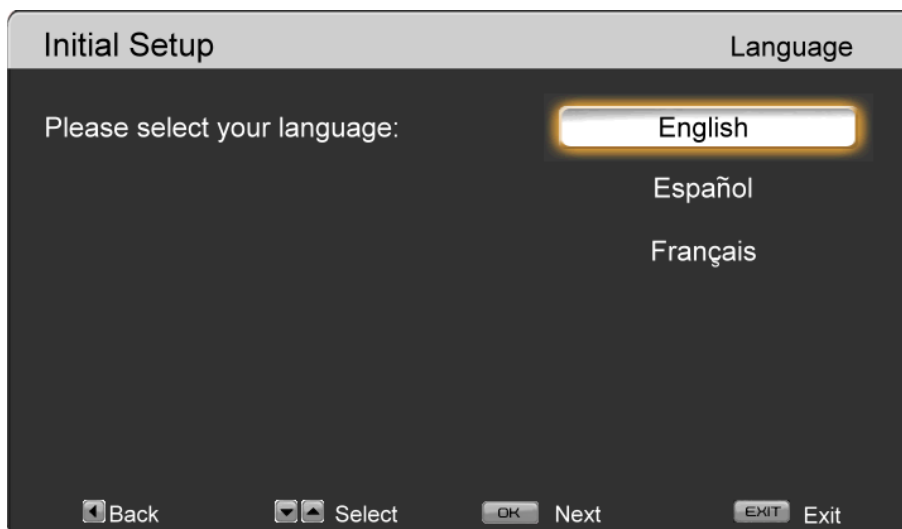 Initial Setup Language
Please select your language: English
Español
Français
Back Select OK Next EXIT Exit